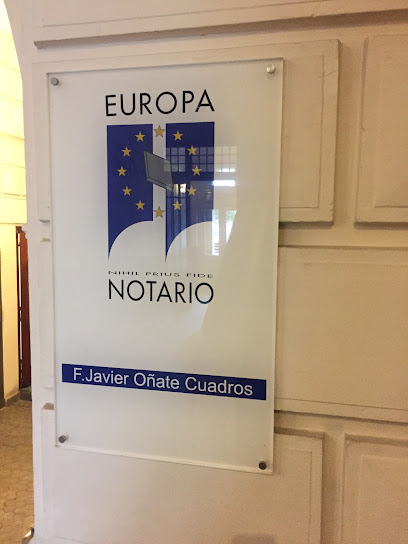 EUROPA
NIHIL PRIUS FIDE
NOTARIO
F.Javier Oñate Cuadros